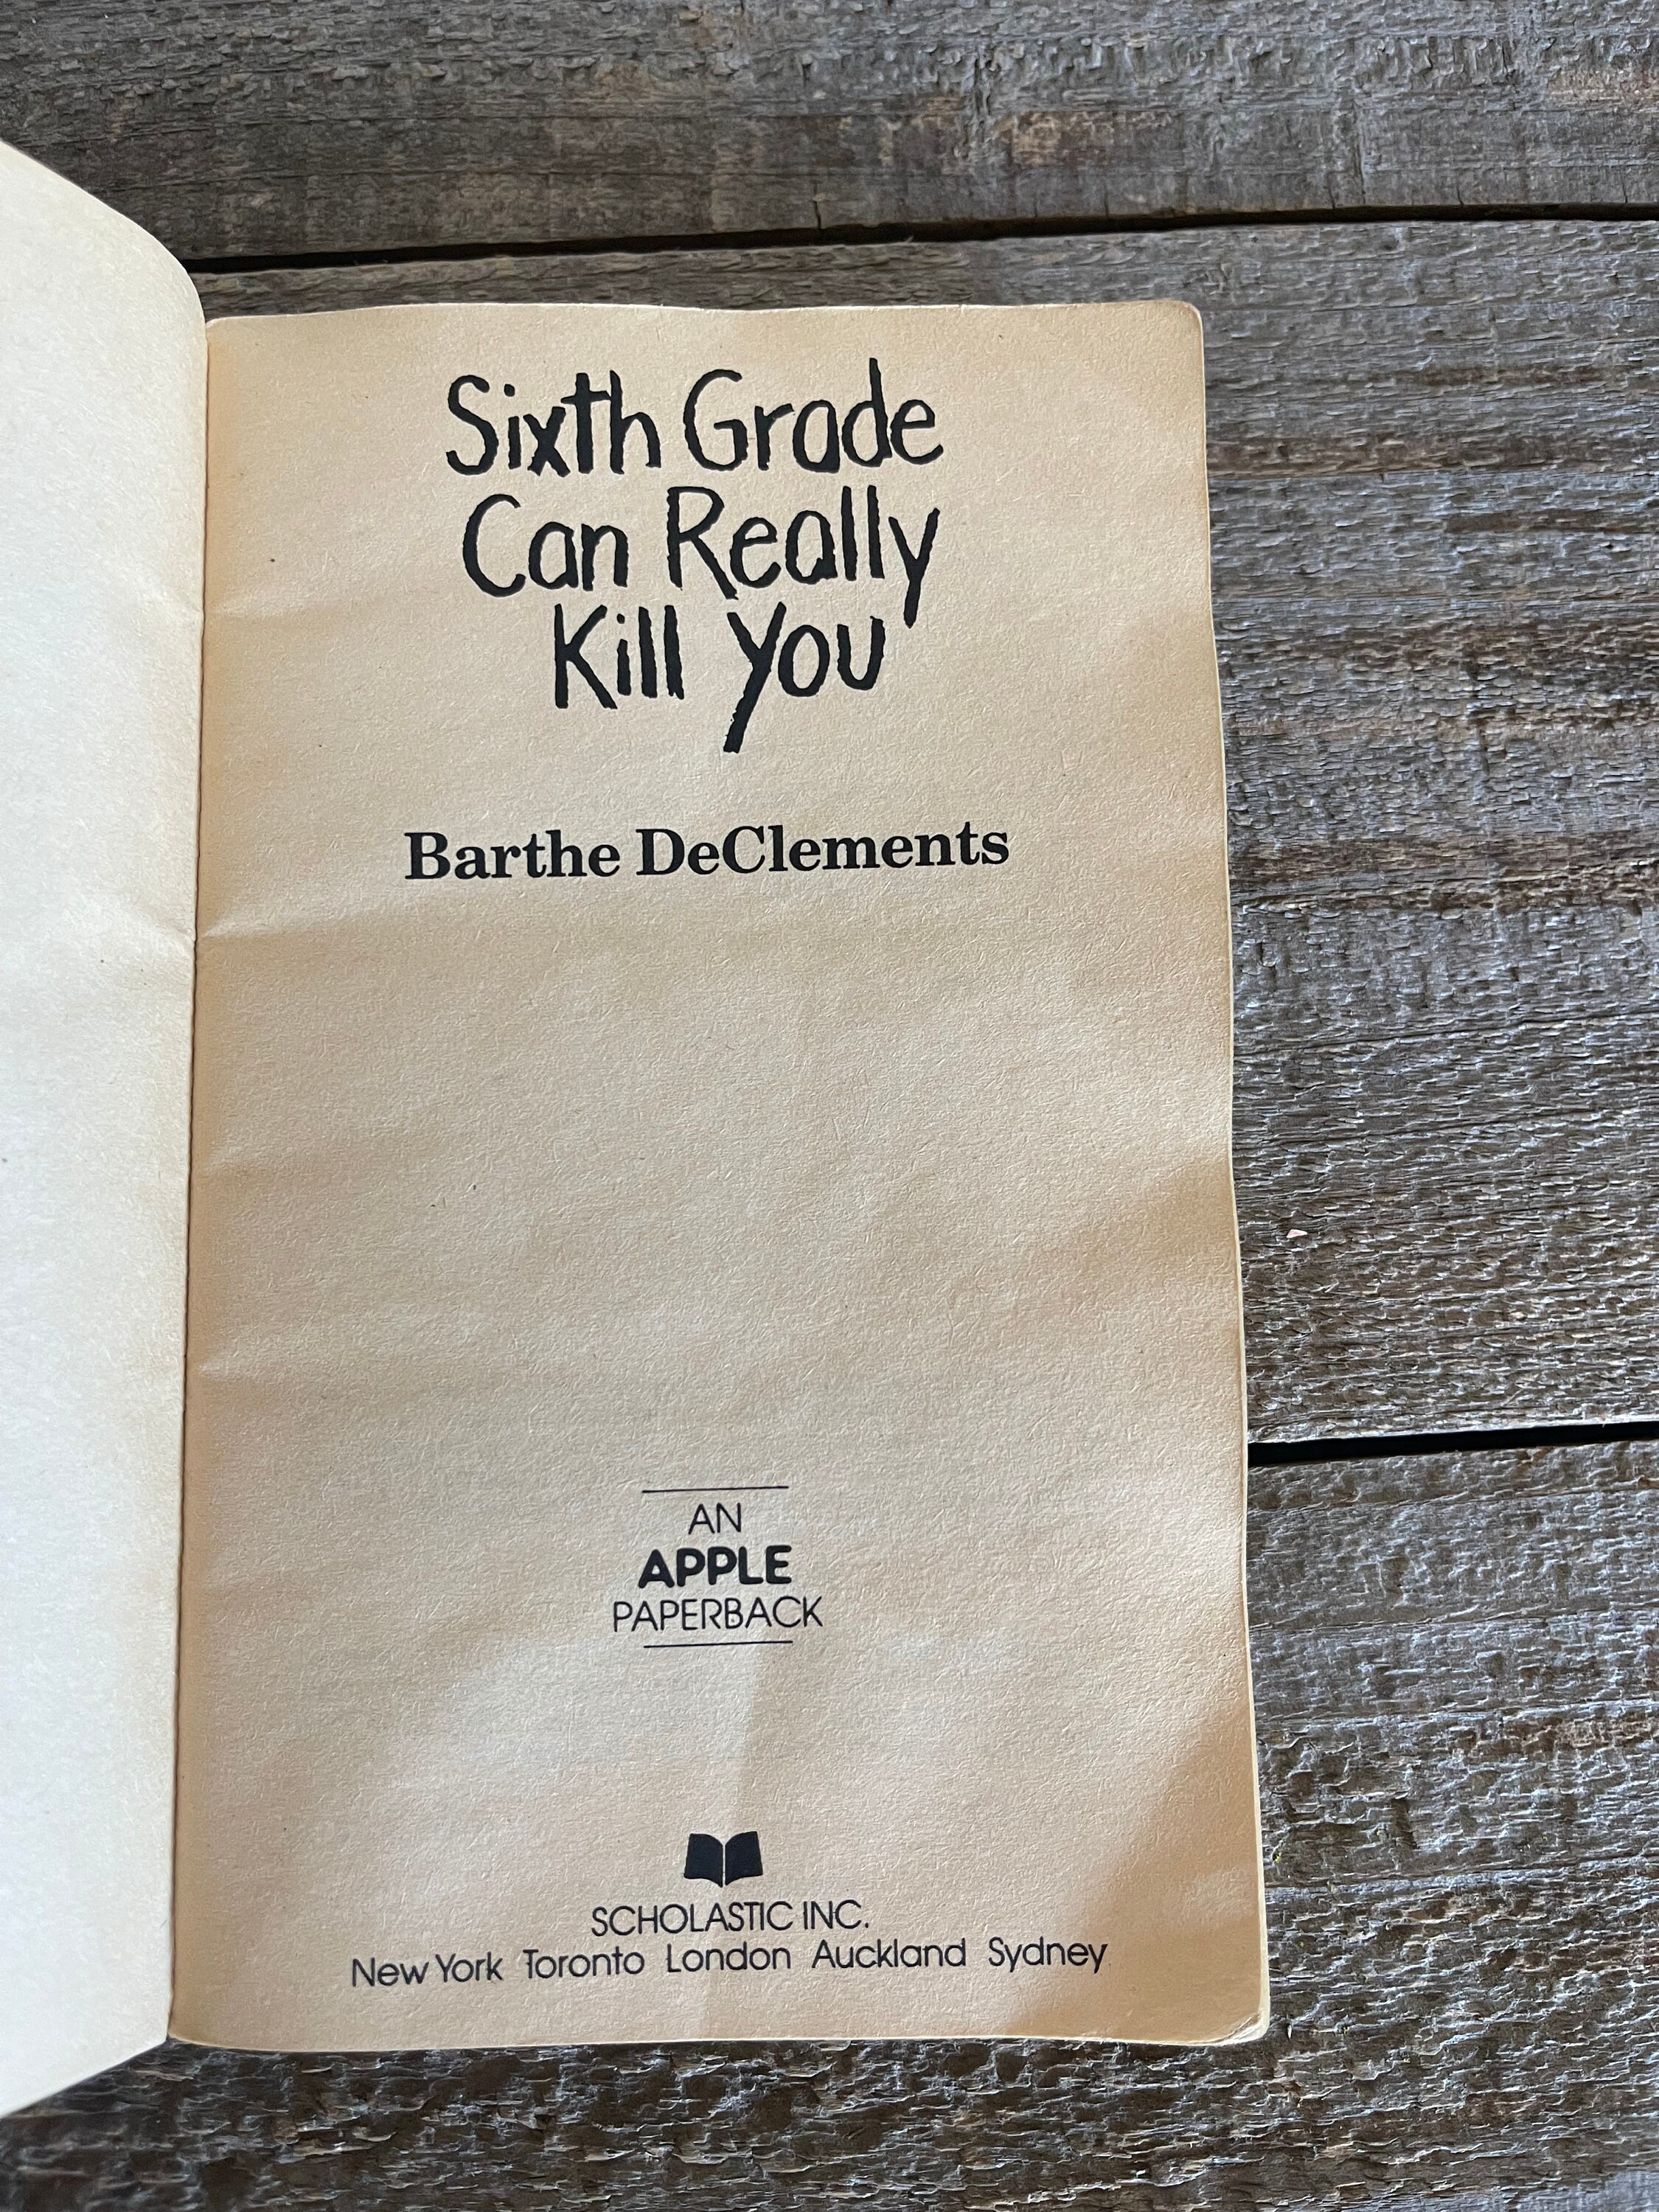 Sixth Grade
Can Really
Kill You
Barthe DeClements
AN
APPLE
PAPERBACK
SCHOLASTIC INC.
New York Toronto London Auckland Sydney